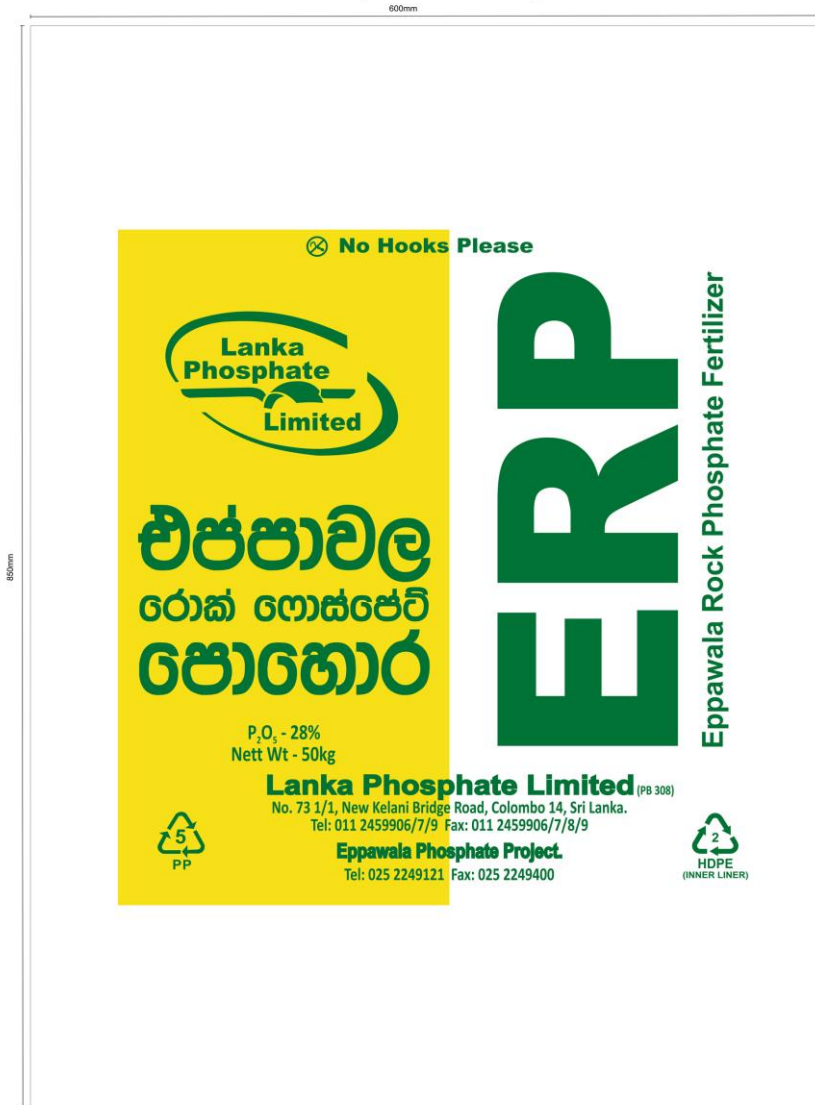 600mm
850mm
No Hooks Please
Lanka
Phosphate
Limited
එප්පාවල
රොක් ෆොස්පේට්
පොහොර
P₂O₅ - 28%
Nett Wt - 50kg
ERP
Eppawala Rock Phosphate Fertilizer
Lanka Phosphate Limited (PB 308)
No. 73 1/1, New Kelani Bridge Road, Colombo 14, Sri Lanka.
Tel: 011 2459906/7/9 Fax: 011 2459906/7/8/9
Eppawala Phosphate Project.
Tel: 025 2249121 Fax: 025 2249400
5
PP
2
HDPE
(INNER LINER)